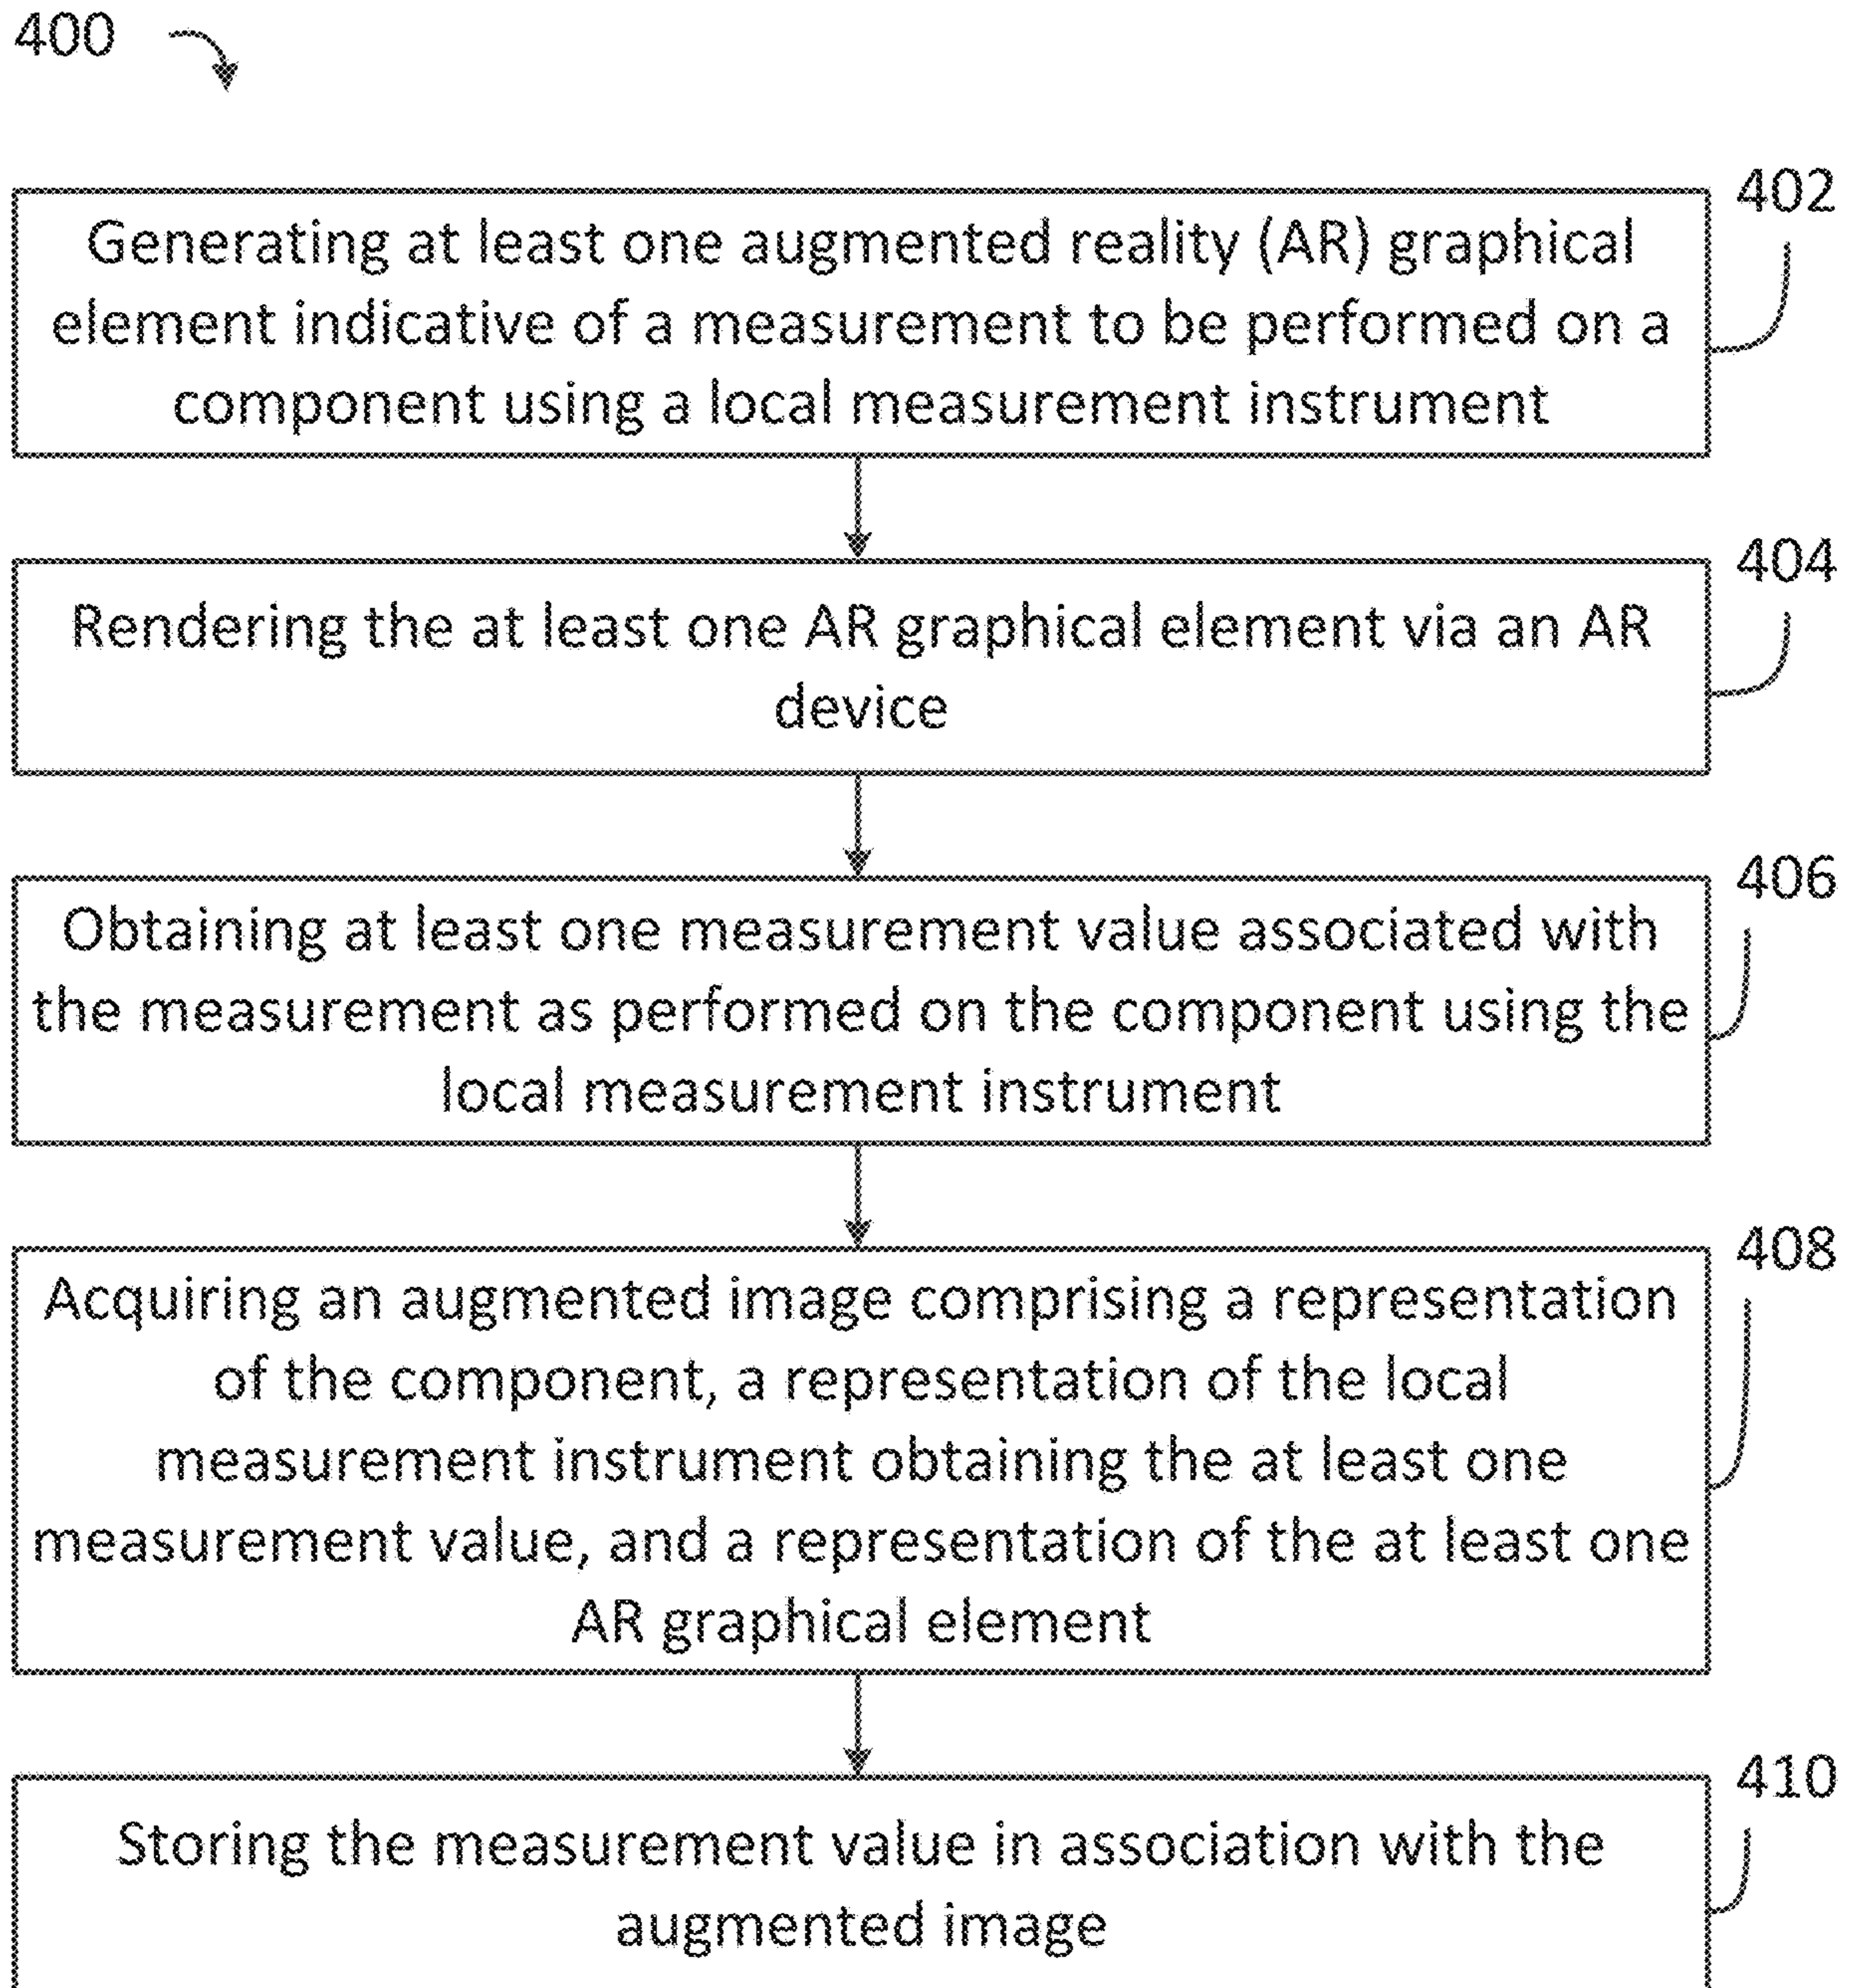 400
402
Generating at least one augmented reality (AR) graphical
element indicative of a measurement to be performed on a
component using a local measurement instrument
404
Rendering the at least one AR graphical element via an AR
device
406
Obtaining at least one measurement value associated with
the measurement as performed on the component using the
local measurement instrument
408
Acquiring an augmented image comprising a representation
of the component, a representation of the local
measurement instrument obtaining the at least one
measurement value, and a representation of the at least one
AR graphical element
410
Storing the measurement value in association with the
augmented image